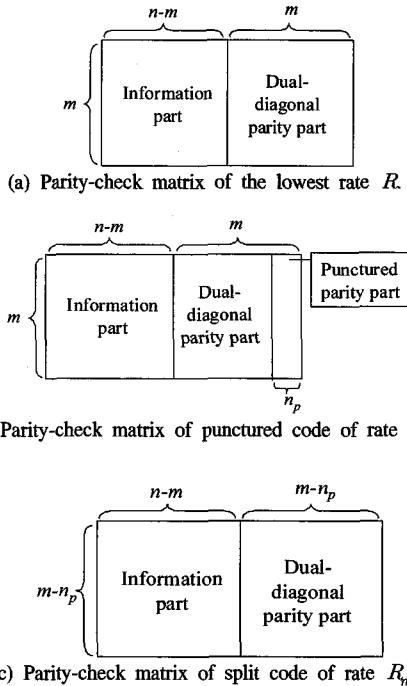 n-m
m
m
Information part
Dual-diagonal parity part
(a) Parity-check matrix of the lowest rate R.
n-m
m
m
Information part
Dual-diagonal parity part
Punctured parity part
n_p
Parity-check matrix of punctured code of rate
n-m
m-n_p
m-n_p
Information part
Dual-diagonal parity part
c) Parity-check matrix of split code of rate R_n